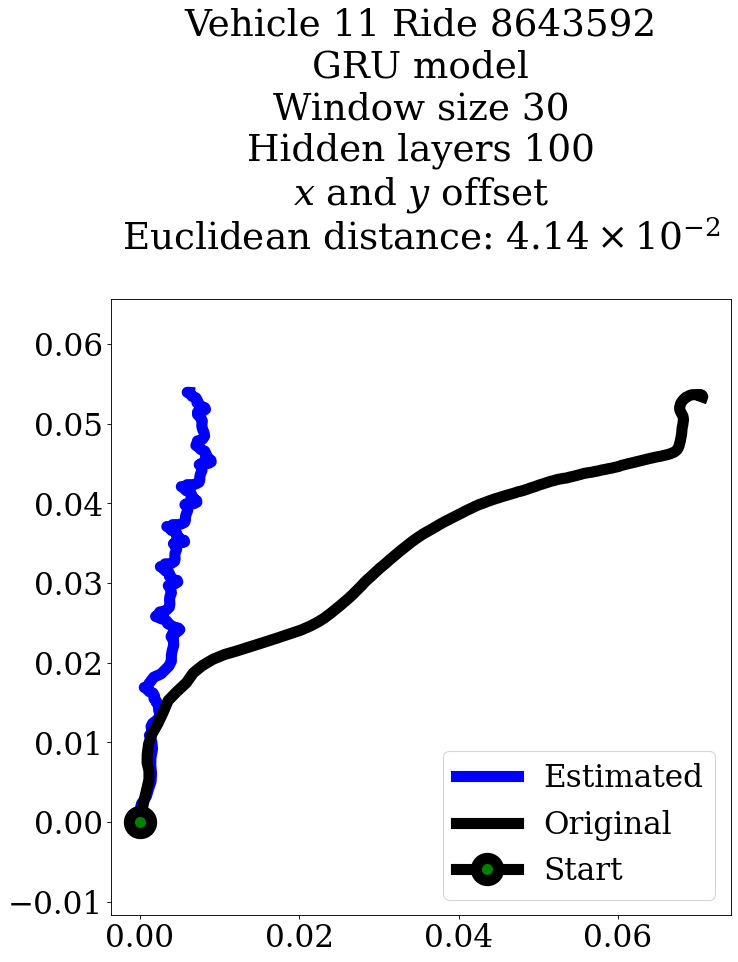 Vehicle 11 Ride 8643592
GRU model
Window size 30
Hidden layers 100
x and y offset
Euclidean distance: 4.14 × 10⁻²
0.06
0.05
0.04
0.03
0.02
0.01
0.00
−0.01
Estimated
Original
Start
0.00 0.02 0.04 0.06